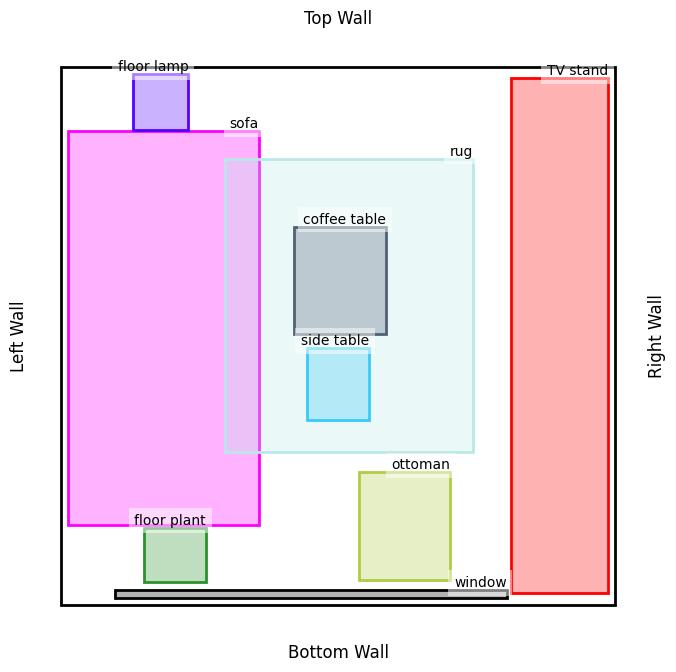 Top Wall
floor lamp
TV stand
sofa
rug
coffee table
Left Wall
Right Wall
side table
ottoman
floor plant
window
Bottom Wall